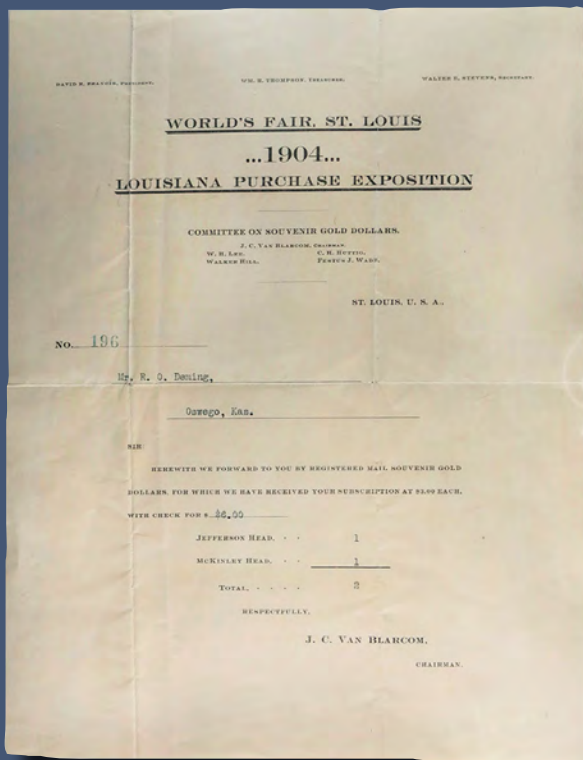 DAVID R. FRANCIS, PRESIDENT.
WM. H. THOMPSON, TREASURER.
WALTER B. STEVENS, SECRETARY.
WORLD'S FAIR, ST. LOUIS
...1904...
LOUISIANA PURCHASE EXPOSITION
COMMITTEE ON SOUVENIR GOLD DOLLARS.
J. C. VAN BLARCOM, CHAIRMAN.
W. H. LEE. C. H. HUTTIG.
WALKER HILL. FESTUS J. WADE.
ST. LOUIS, U. S. A.,
NO. 196
Mr. R. O. Deming,
Oswego, Kan.
SIR:
HEREWITH WE FORWARD TO YOU BY REGISTERED MAIL SOUVENIR GOLD
DOLLARS, FOR WHICH WE HAVE RECEIVED YOUR SUBSCRIPTION AT $3.00 EACH,
WITH CHECK FOR $ $6.00
JEFFERSON HEAD, . . 1
MCKINLEY HEAD, . . 1
TOTAL, . . . . 2
RESPECTFULLY,
J. C. VAN BLARCOM,
CHAIRMAN.